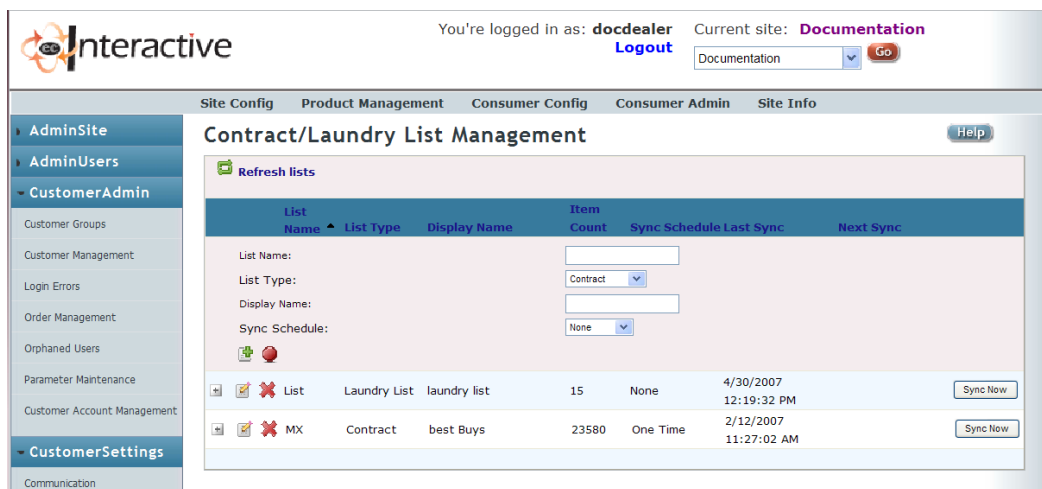 ec Interactive
You're logged in as: docdealer
Logout
Current site: Documentation
Documentation
Go
Site Config Product Management Consumer Config Consumer Admin Site Info
AdminSite
AdminUsers
CustomerAdmin
Customer Groups
Customer Management
Login Errors
Order Management
Orphaned Users
Parameter Maintenance
Customer Account Management
CustomerSettings
Communication
Contract/Laundry List Management
Help
Refresh lists
List Name List Type Display Name Item Count Sync Schedule Last Sync Next Sync
List Name:
List Type: Contract
Display Name:
Sync Schedule: None
List Laundry List laundry list 15 None 4/30/2007 12:19:32 PM Sync Now
MX Contract best Buys 23580 One Time 2/12/2007 11:27:02 AM Sync Now